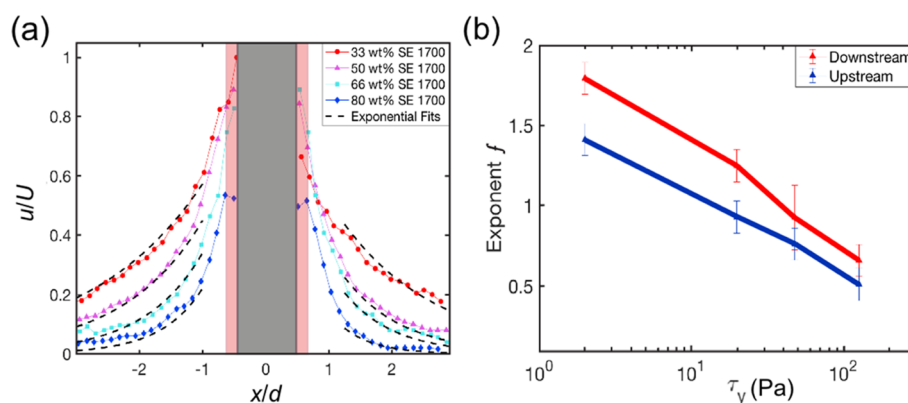 (a)
1
0.8
0.6
0.4
0.2
0
u/U
-2
-1
0
1
2
x/d
33 wt% SE 1700
50 wt% SE 1700
66 wt% SE 1700
80 wt% SE 1700
Exponential Fits
(b)
2
1.5
1
0.5
Exponent f
10⁰
10¹
10²
τy (Pa)
Downstream
Upstream